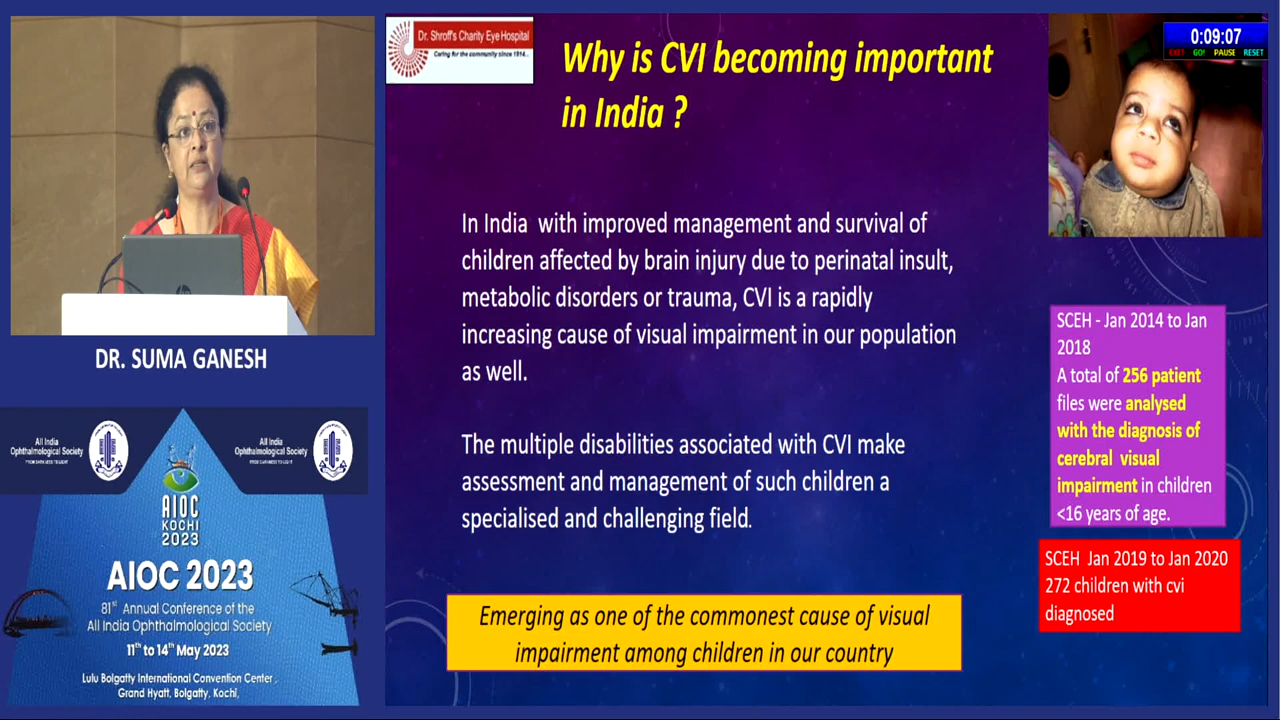 Dr. Shroff's Charity Eye Hospital
Caring for the community since 1914...
Why is CVI becoming important
in India ?
0:09:07
EXIT GO! PAUSE RESET
In India with improved management and survival of
children affected by brain injury due to perinatal insult,
metabolic disorders or trauma, CVI is a rapidly
increasing cause of visual impairment in our population
as well.
The multiple disabilities associated with CVI make
assessment and management of such children a
specialised and challenging field.
Emerging as one of the commonest cause of visual
impairment among children in our country
SCEH - Jan 2014 to Jan
2018
A total of 256 patient
files were analysed
with the diagnosis of
cerebral visual
impairment in children
<16 years of age.
SCEH Jan 2019 to Jan 2020
272 children with cvi
diagnosed
DR. SUMA GANESH
All India
Ophthalmological Society
All India
Ophthalmological Society
AIOC
KOCHI
2023
AIOC 2023
81st Annual Conference of the
All India Ophthalmological Society
11th to 14th May 2023
Lulu Bolgatty International Convention Center ,
Grand Hyatt, Bolgatty, Kochi,